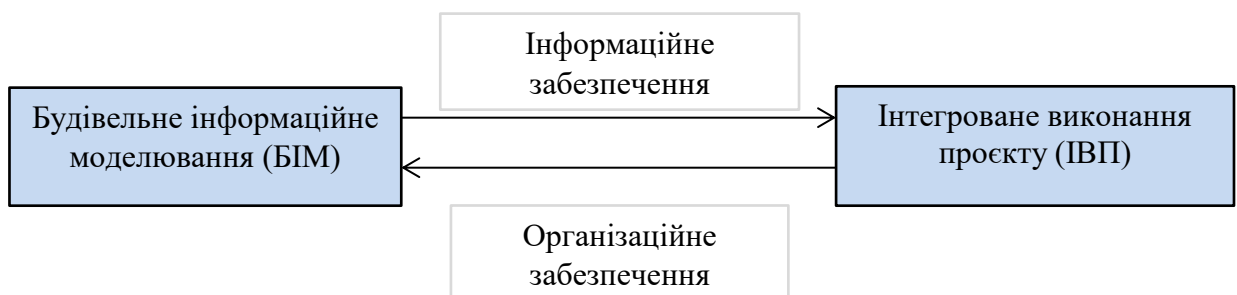 Інформаційне
забезпечення
Будівельне інформаційне
моделювання (БІМ)
Інтегроване виконання
проєкту (ІВП)
Організаційне
забезпечення